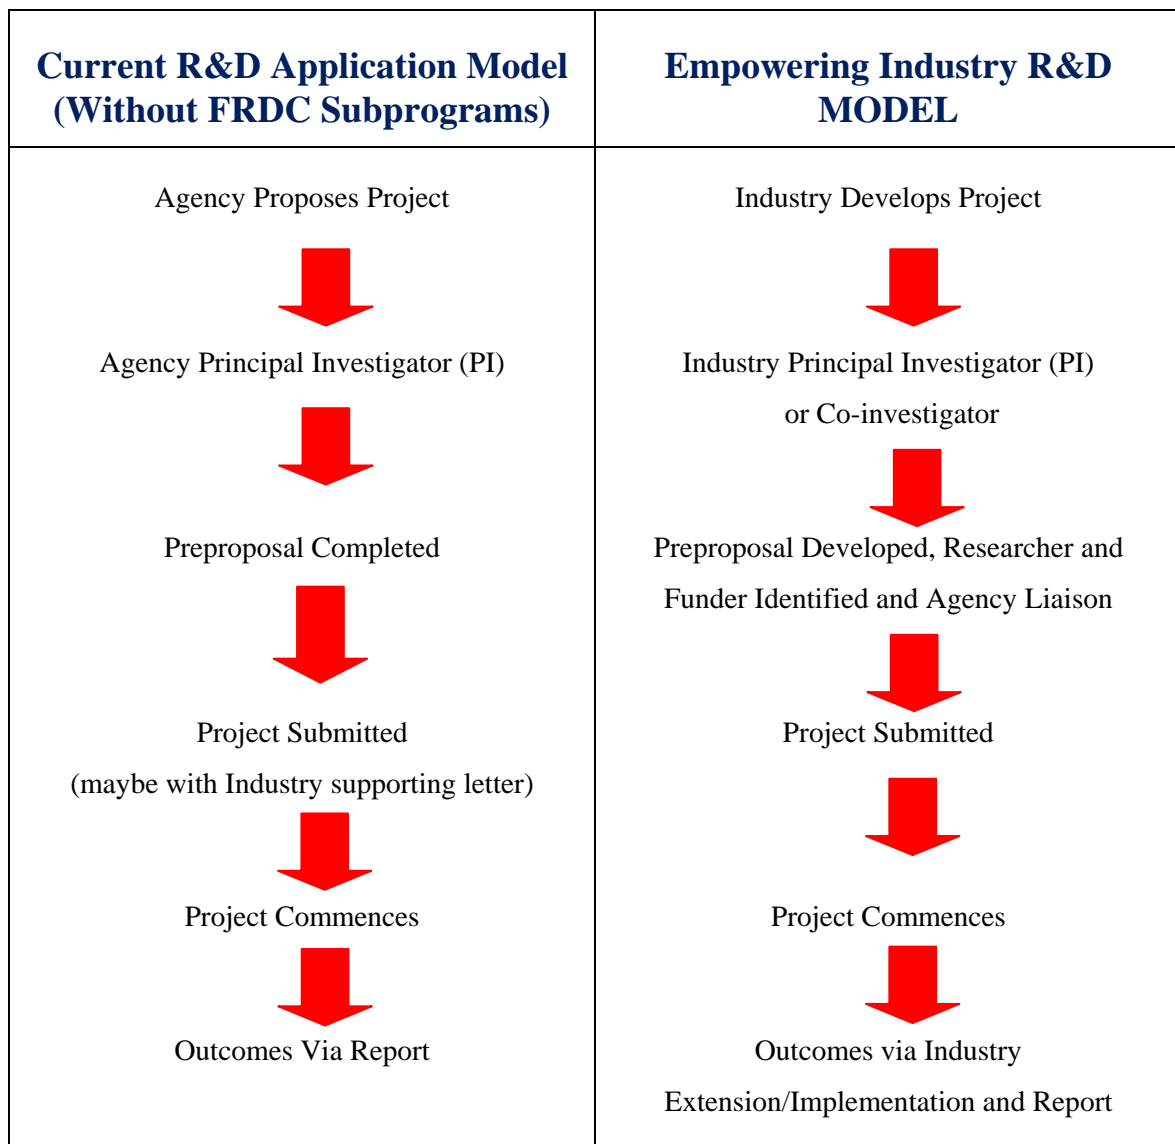 Current R&D Application Model
(Without FRDC Subprograms)
Empowering Industry R&D
MODEL
Agency Proposes Project
Agency Principal Investigator (PI)
Preproposal Completed
Project Submitted
(maybe with Industry supporting letter)
Project Commences
Outcomes Via Report
Industry Develops Project
Industry Principal Investigator (PI)
or Co-investigator
Preproposal Developed, Researcher and
Funder Identified and Agency Liaison
Project Submitted
Project Commences
Outcomes via Industry
Extension/Implementation and Report